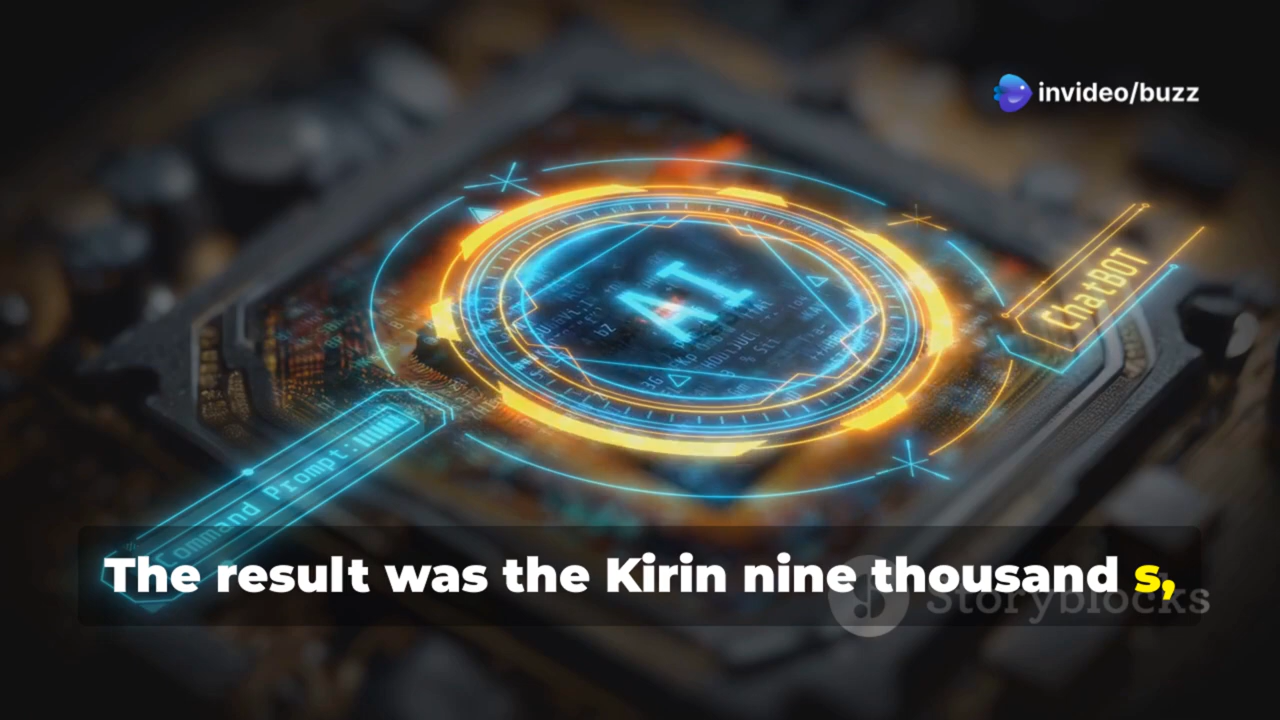 invideo/buzz
AI
ChatBOT
Command Prompt:
The result was the Kirin nine thousand s,
Storyblocks